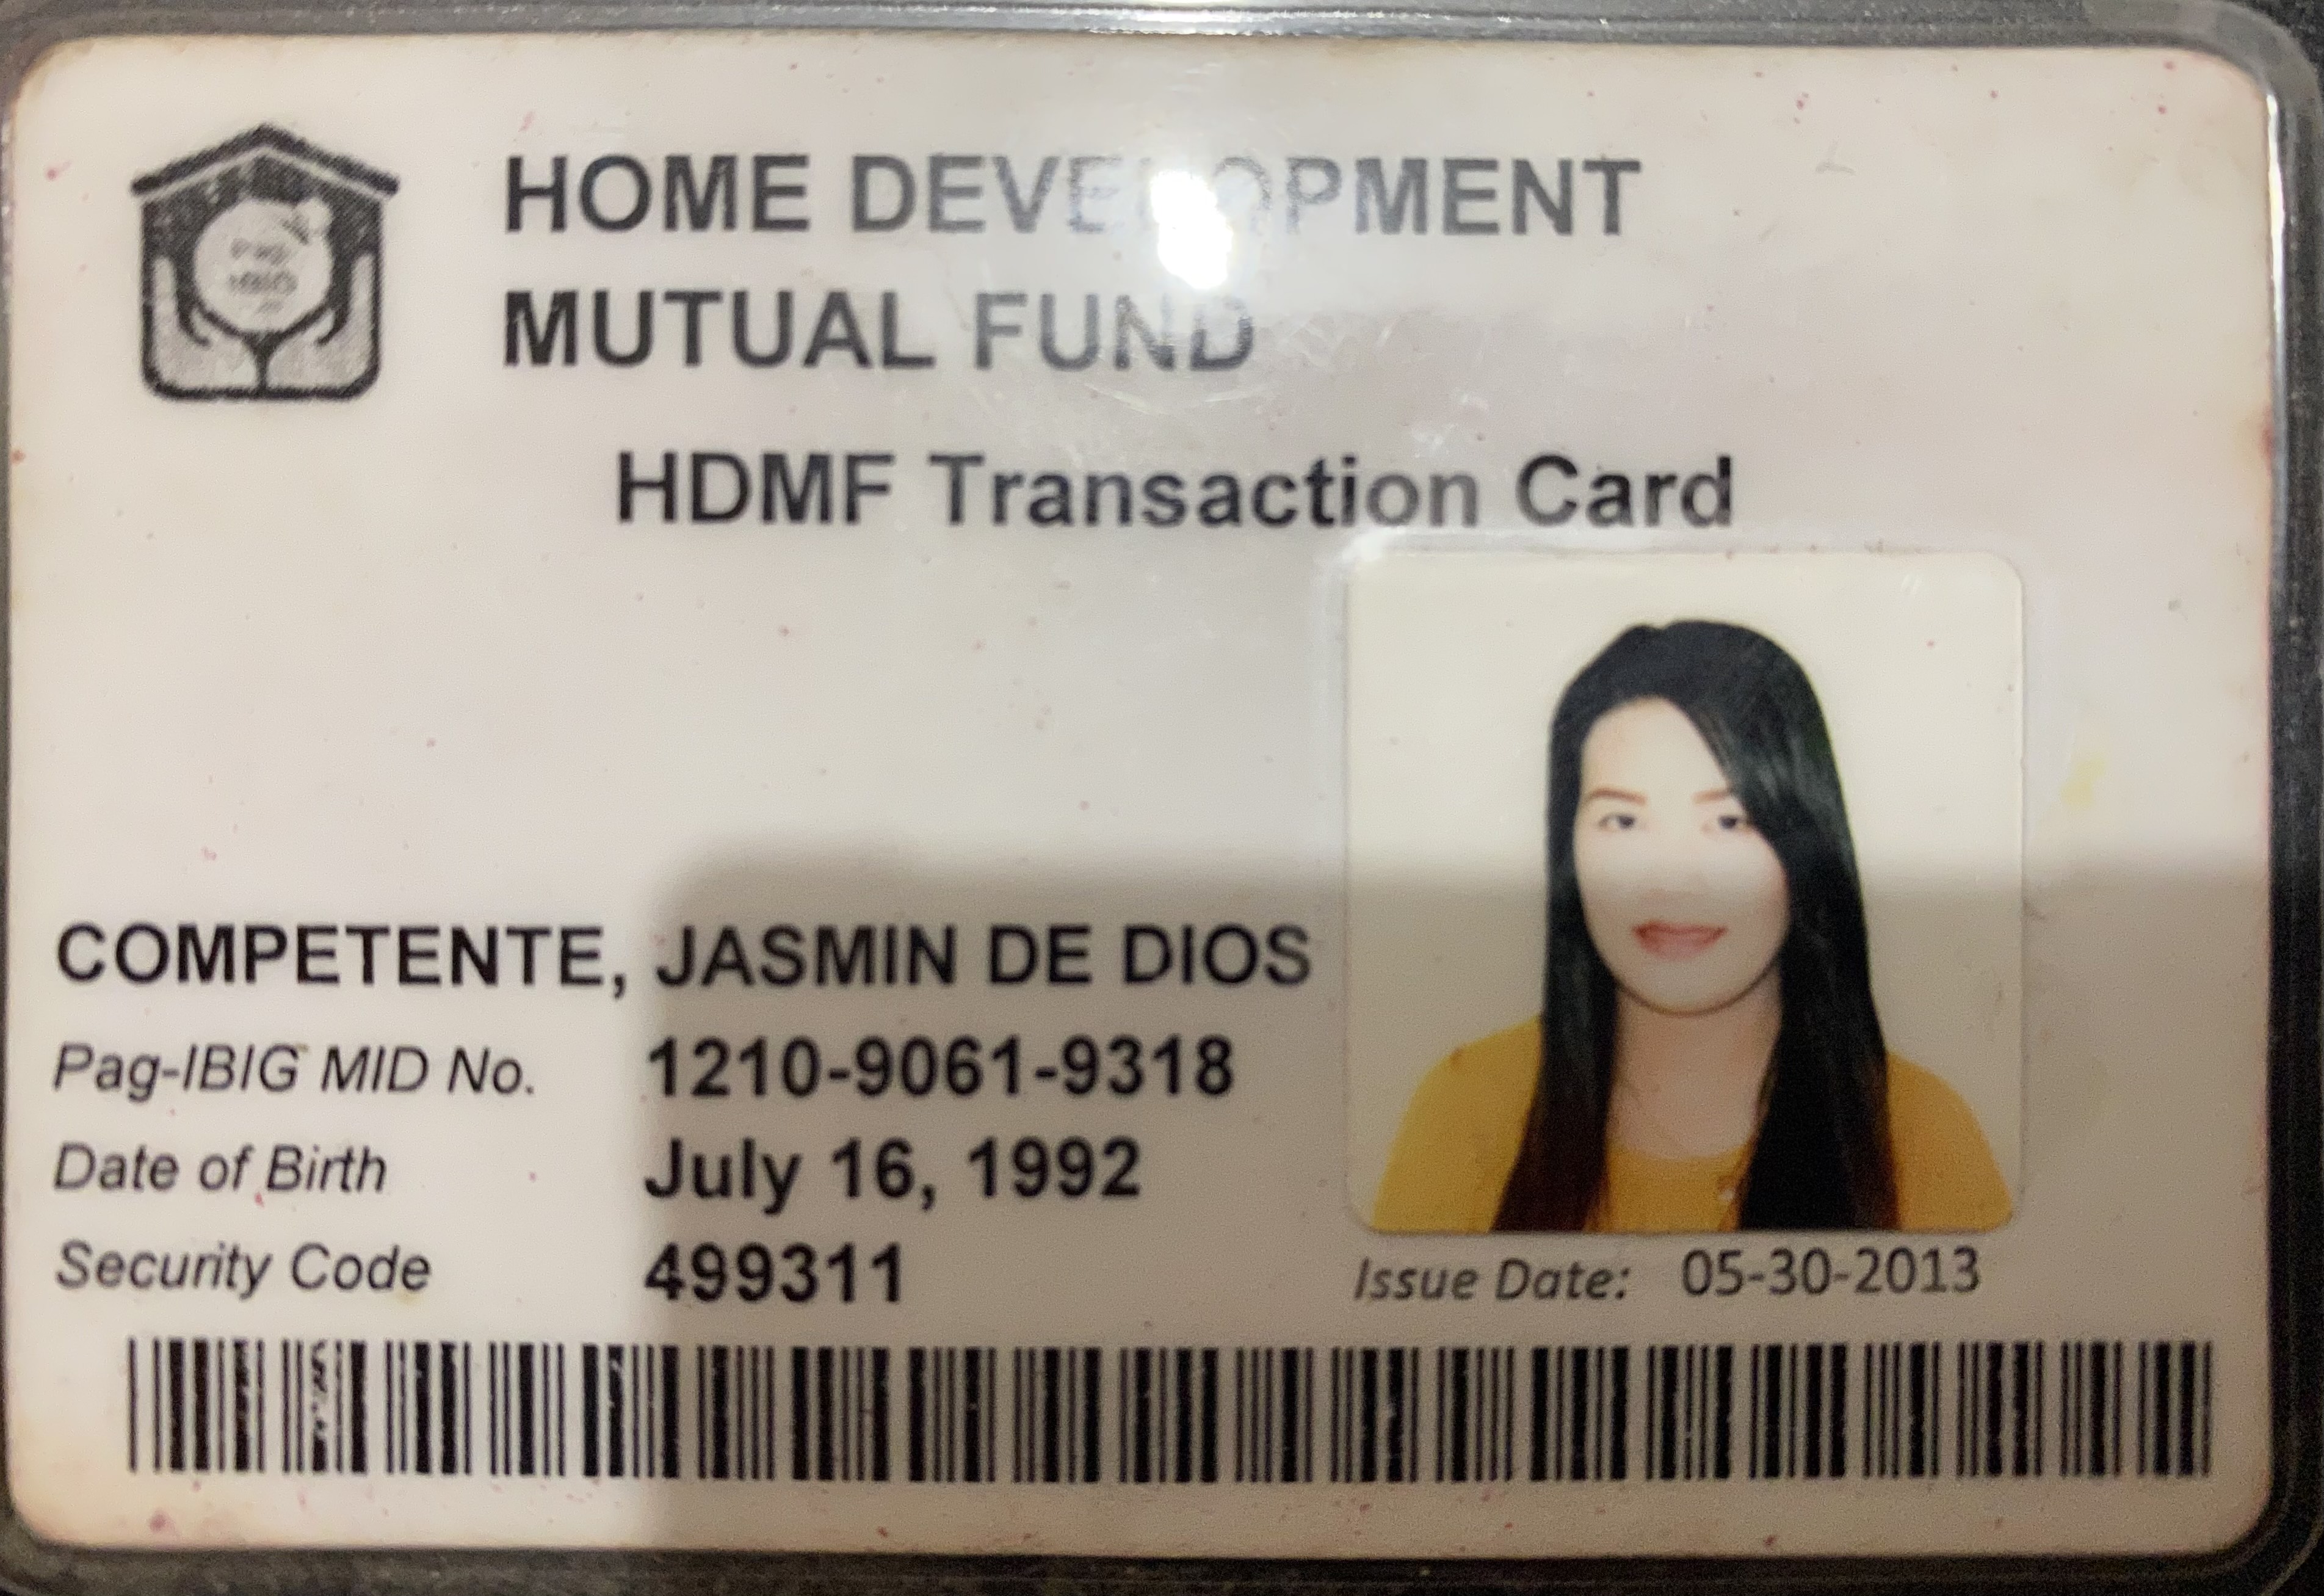 HOME DEVELOPMENT
MUTUAL FUND
HDMF Transaction Card
COMPETENTE, JASMIN DE DIOS
Pag-IBIG MID No. 1210-9061-9318
Date of Birth July 16, 1992
Security Code 499311
Issue Date: 05-30-2013